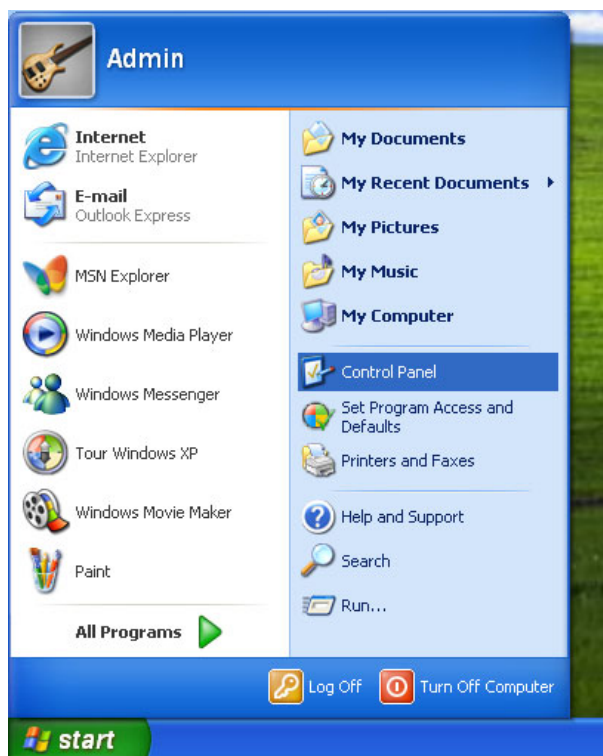 Admin
Internet
Internet Explorer
E-mail
Outlook Express
MSN Explorer
Windows Media Player
Windows Messenger
Tour Windows XP
Windows Movie Maker
Paint
All Programs
My Documents
My Recent Documents
My Pictures
My Music
My Computer
Control Panel
Set Program Access and
Defaults
Printers and Faxes
Help and Support
Search
Run...
Log Off
Turn Off Computer
start